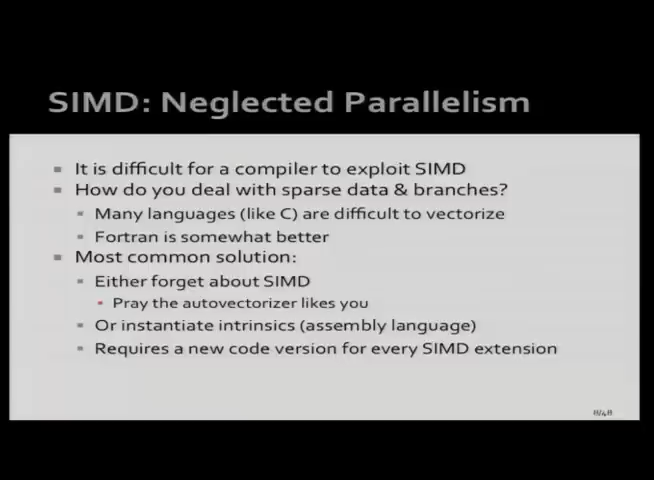 SIMD: Neglected Parallelism
It is difficult for a compiler to exploit SIMD
How do you deal with sparse data & branches?
Many languages (like C) are difficult to vectorize
Fortran is somewhat better
Most common solution:
Either forget about SIMD
Pray the autovectorizer likes you
Or instantiate intrinsics (assembly language)
Requires a new code version for every SIMD extension